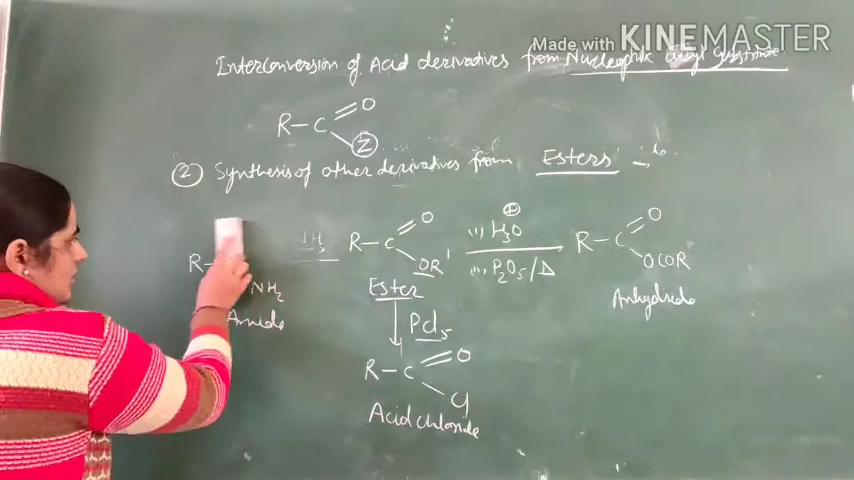 Made with KINEMASTER
Interconversion of Acid derivatives from Nucleophilic acyl
R-C=O
Z
② Synthesis of other derivatives from Esters :-
R-
NH2
Amide
R-C=O
OR'
Ester
(i) H3O⊕
(ii) P2O5/Δ
R-C=O
OCOR
Anhydride
PCl5
R-C=O
Cl
Acid chloride